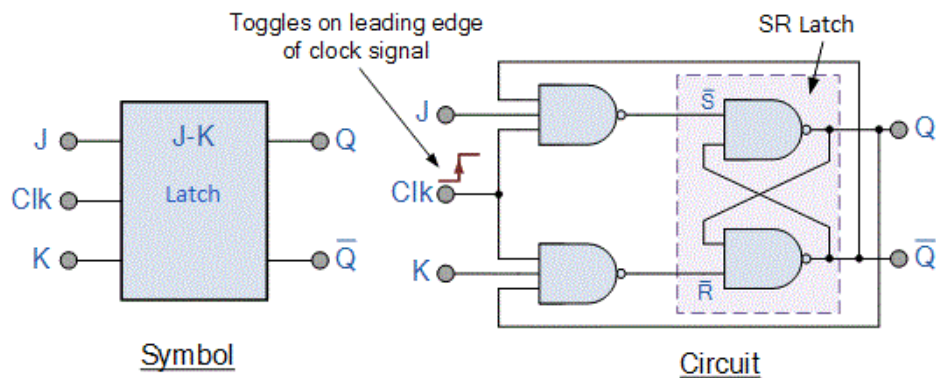 Toggles on leading edge
of clock signal
SR Latch
J
J-K
Q
Clk
Latch
K
Q̅
Symbol
J
S̅
Q
Clk
K
R̅
Q̅
Circuit